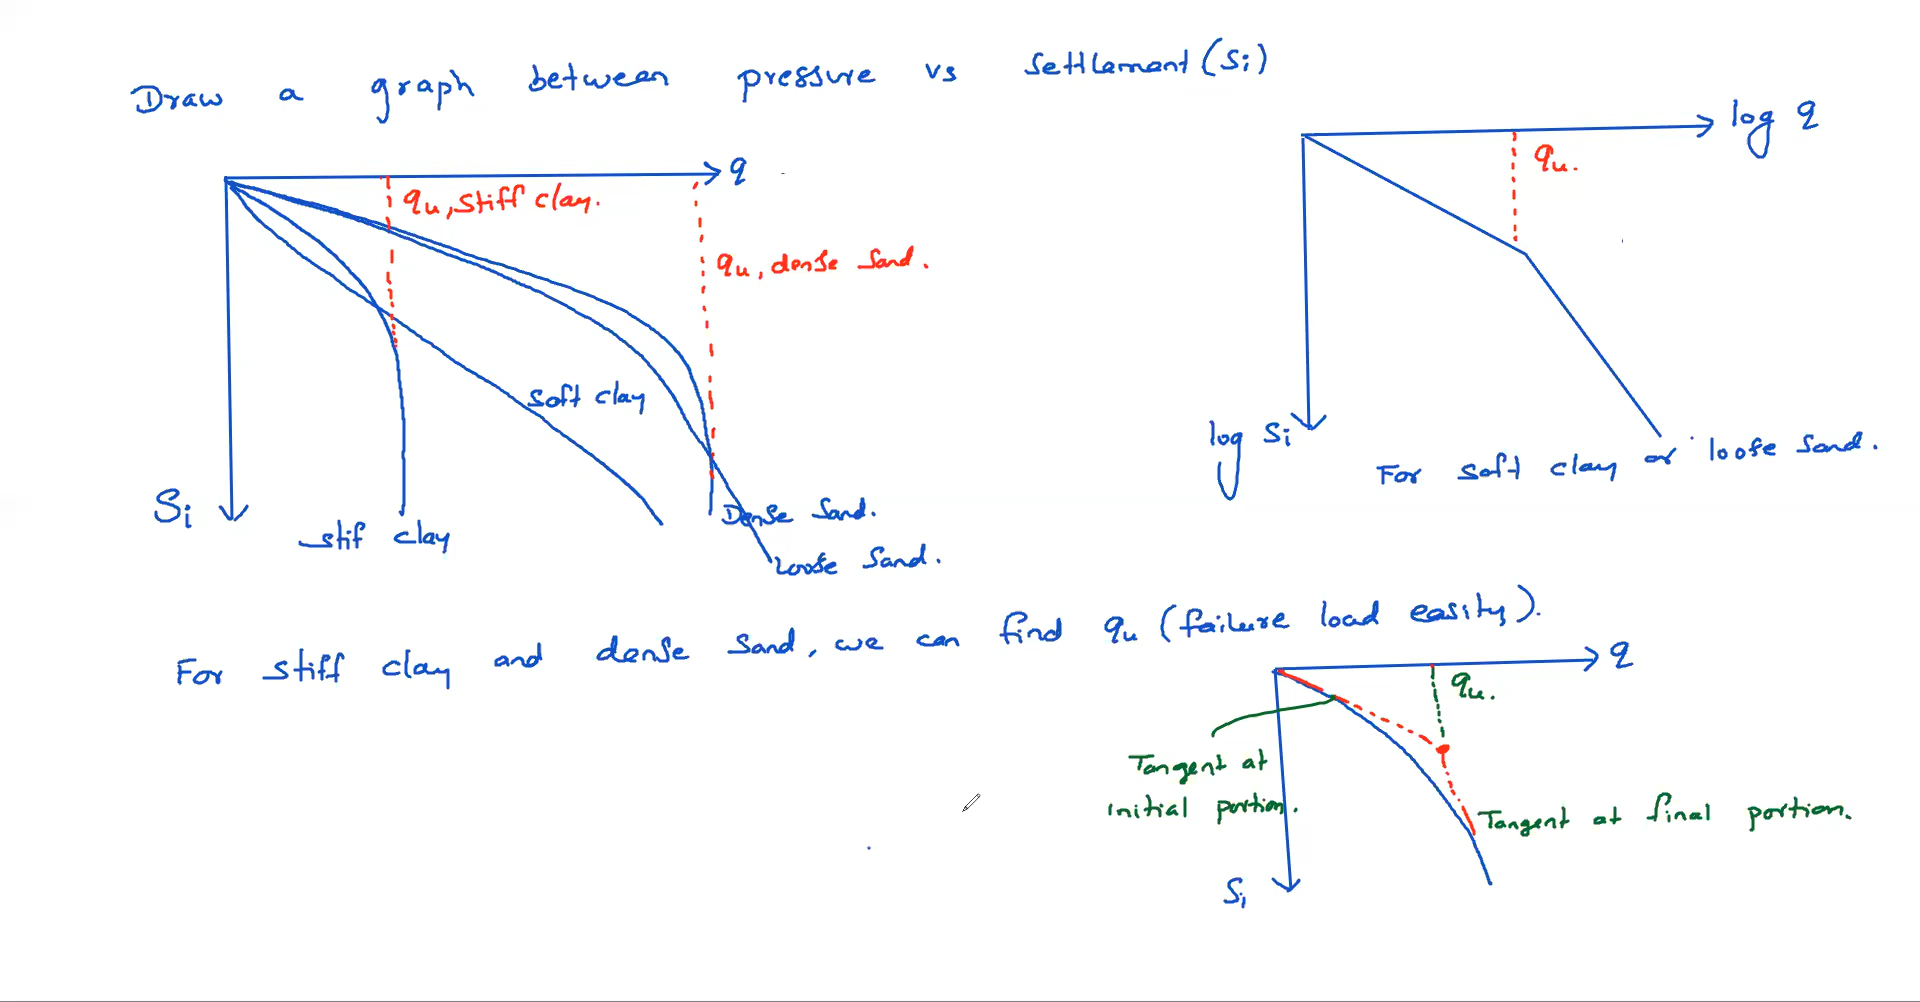 Draw a graph between pressure vs Settlement (Si)
q
qu, stiff clay.
qu, dense sand.
soft clay
Si
stif clay
Dense Sand.
Loose Sand.
log q
qu.
log Si
For soft clay or loose sand.
For stiff clay and dense sand, we can find qu (failure load easity).
q
qu.
Tangent at
initial portion.
Tangent at final portion.
Si